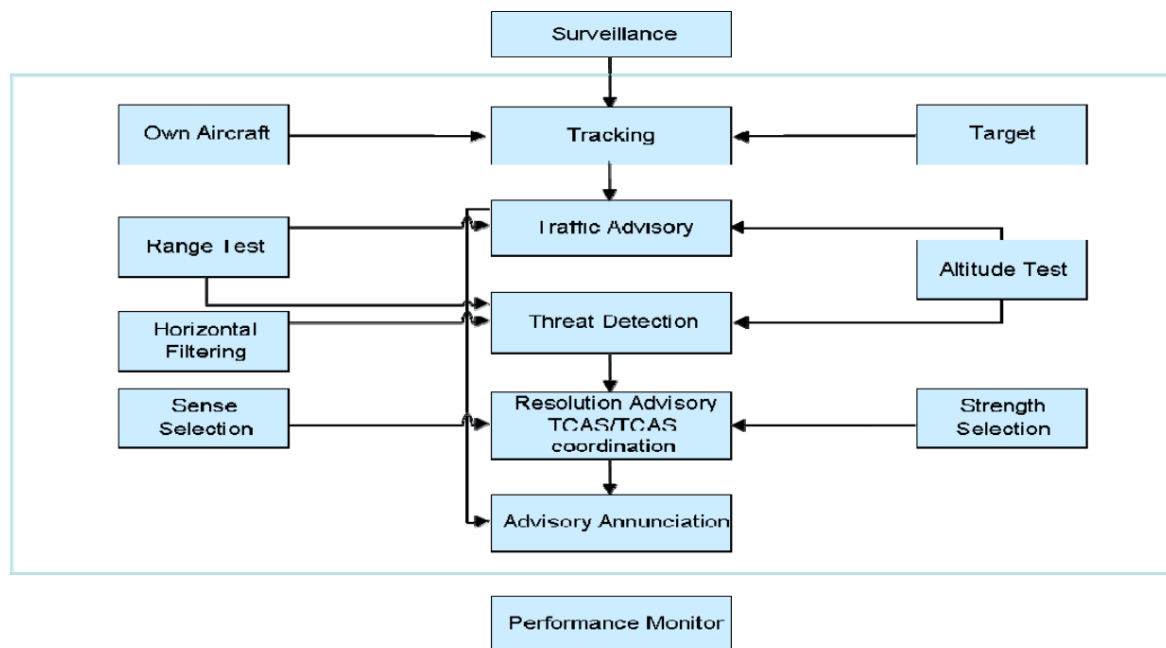 Surveillance
Own Aircraft
Tracking
Target
Traffic Advisory
Range Test
Altitude Test
Threat Detection
Horizontal
Filtering
Sense
Selection
Resolution Advisory
TCAS/TCAS
coordination
Strength
Selection
Advisory Annunciation
Performance Monitor